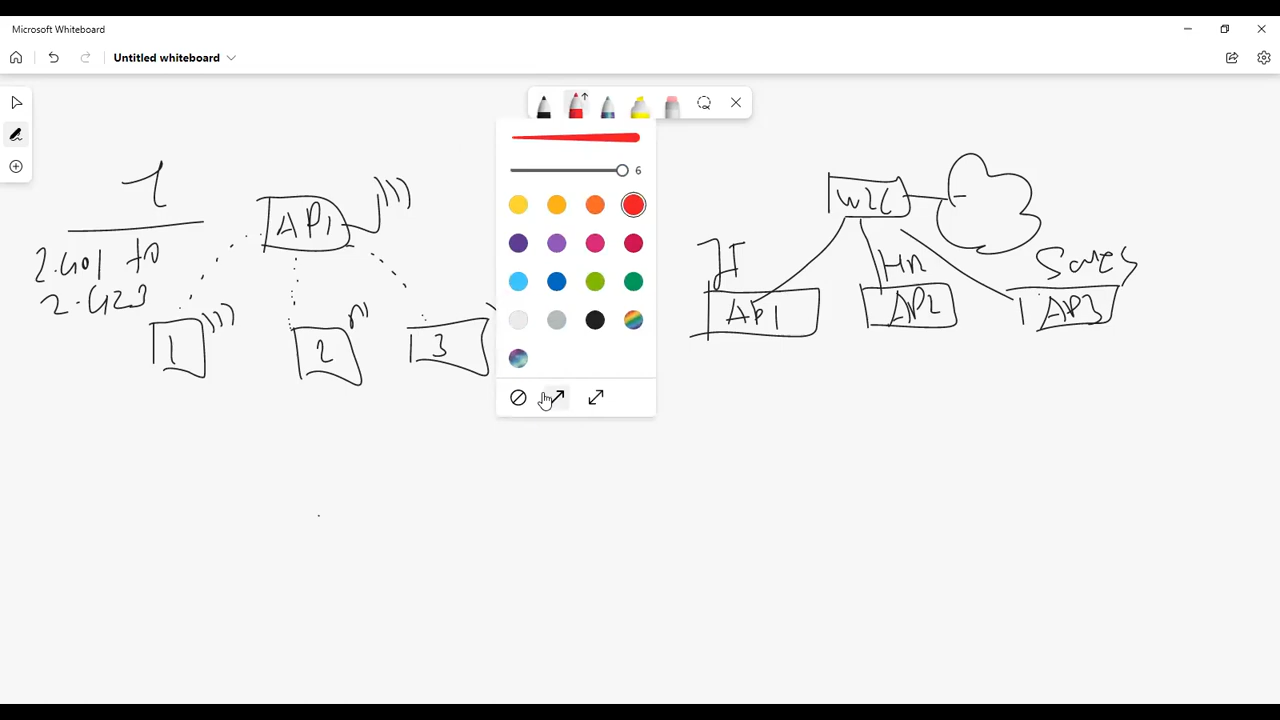 Microsoft Whiteboard
Untitled whiteboard
6
1
2.401 to
2.423
AP1
1
2
3
WLC
IT
HR
Sales
AP1
AP2
AP3